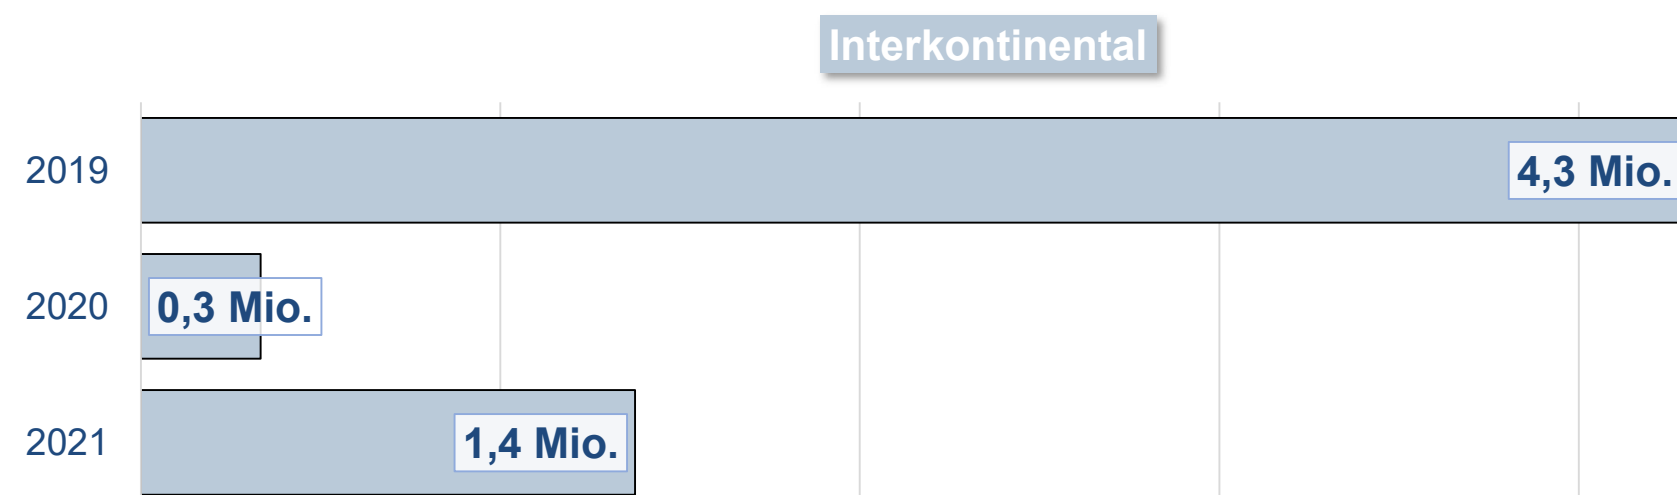 Interkontinental
2019 4,3 Mio.
2020 0,3 Mio.
2021 1,4 Mio.